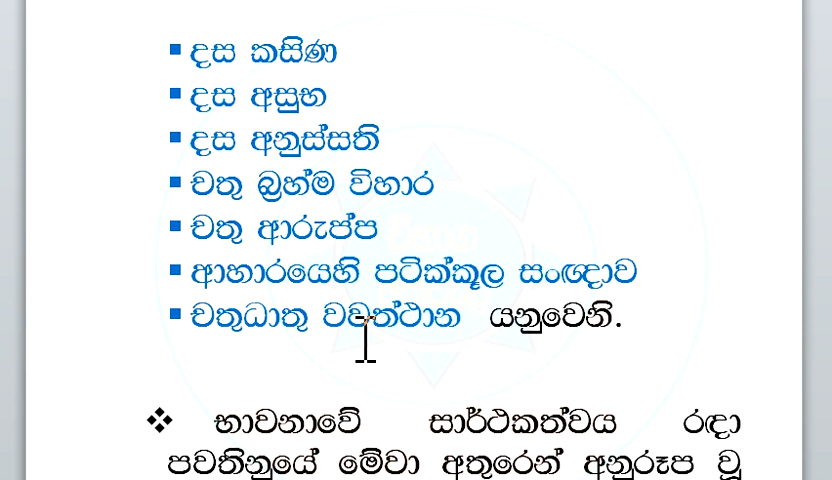 ▪ දස කසිණ
▪ දස අසුභ
▪ දස අනුස්සති
▪ චතු බ්‍රහ්ම විහාර
▪ චතු ආරුප්ප
▪ ආහාරයෙහි පටික්කූල සංඥාව
▪ චතුධාතු වවත්ථාන යනුවෙනි.
❖ භාවනාවේ සාර්ථකත්වය රඳා
පවතිනුයේ මේවා අතුරෙන් අනුරූප වූ